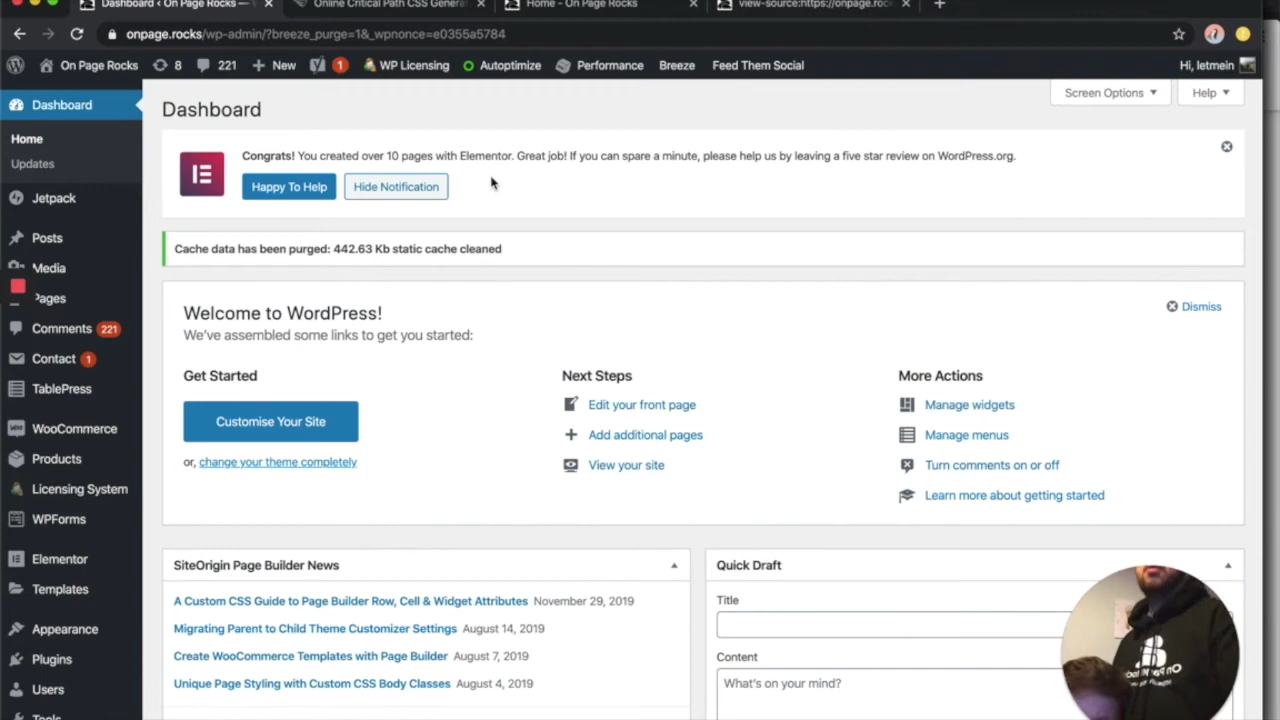 Dashboard ‹ On Page Rocks —
Online Critical Path CSS Genera
Home - On Page Rocks
view-source:https://onpage.roc
onpage.rocks/wp-admin/?breeze_purge=1&_wpnonce=e0355a5784
On Page Rocks
8
221
New
1
WP Licensing
Autoptimize
Performance
Breeze
Feed Them Social
Hi, letmein
Dashboard
Home
Updates
Jetpack
Posts
Media
Pages
Comments 221
Contact 1
TablePress
WooCommerce
Products
Licensing System
WPForms
Elementor
Templates
Appearance
Plugins
Users
Tools
Dashboard
Screen Options
Help
Congrats! You created over 10 pages with Elementor. Great job! If you can spare a minute, please help us by leaving a five star review on WordPress.org.
Happy To Help
Hide Notification
Cache data has been purged: 442.63 Kb static cache cleaned
Welcome to WordPress!
Dismiss
We've assembled some links to get you started:
Get Started
Customise Your Site
or, change your theme completely
Next Steps
Edit your front page
Add additional pages
View your site
More Actions
Manage widgets
Manage menus
Turn comments on or off
Learn more about getting started
SiteOrigin Page Builder News
A Custom CSS Guide to Page Builder Row, Cell & Widget Attributes November 29, 2019
Migrating Parent to Child Theme Customizer Settings August 14, 2019
Create WooCommerce Templates with Page Builder August 7, 2019
Unique Page Styling with Custom CSS Body Classes August 4, 2019
Quick Draft
Title
Content
What's on your mind?